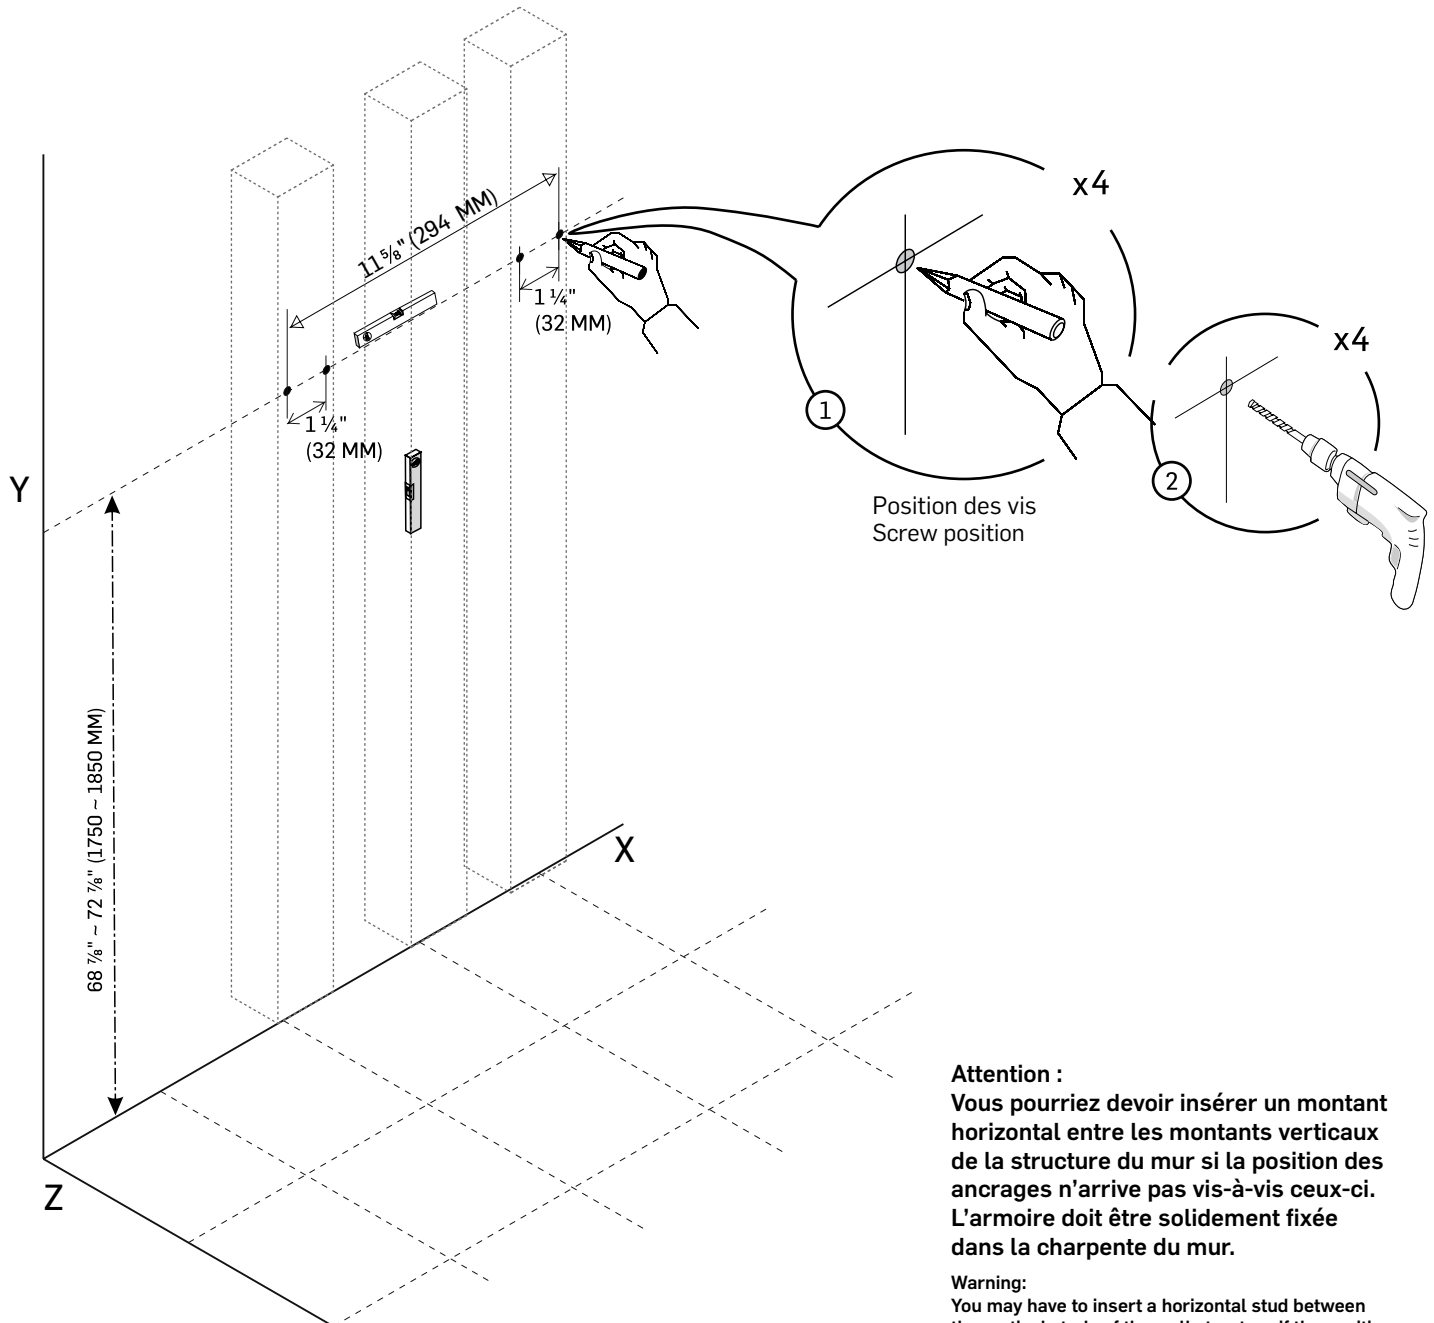 x4
11 ⅝" (294 MM)
1 ¼"
(32 MM)
x4
1
1 ¼"
(32 MM)
2
Y
Position des vis
Screw position
68 ⅞" ~ 72 ⅞" (1750 ~ 1850 MM)
X
Z
Attention :
Vous pourriez devoir insérer un montant
horizontal entre les montants verticaux
de la structure du mur si la position des
ancrages n’arrive pas vis-à-vis ceux-ci.
L’armoire doit être solidement fixée
dans la charpente du mur.
Warning:
You may have to insert a horizontal stud between